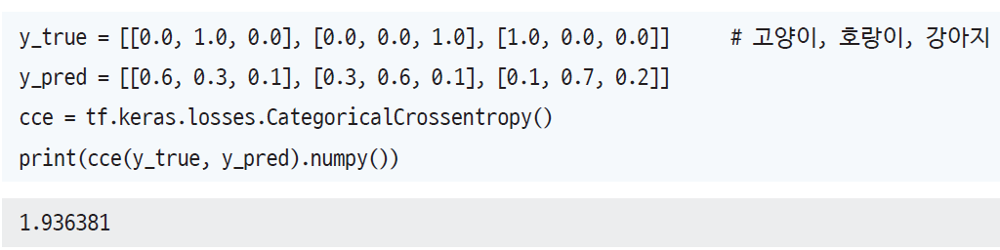 y_true = [[0.0, 1.0, 0.0], [0.0, 0.0, 1.0], [1.0, 0.0, 0.0]] # 고양이, 호랑이, 강아지
y_pred = [[0.6, 0.3, 0.1], [0.3, 0.6, 0.1], [0.1, 0.7, 0.2]]
cce = tf.keras.losses.CategoricalCrossentropy()
print(cce(y_true, y_pred).numpy())
1.936381